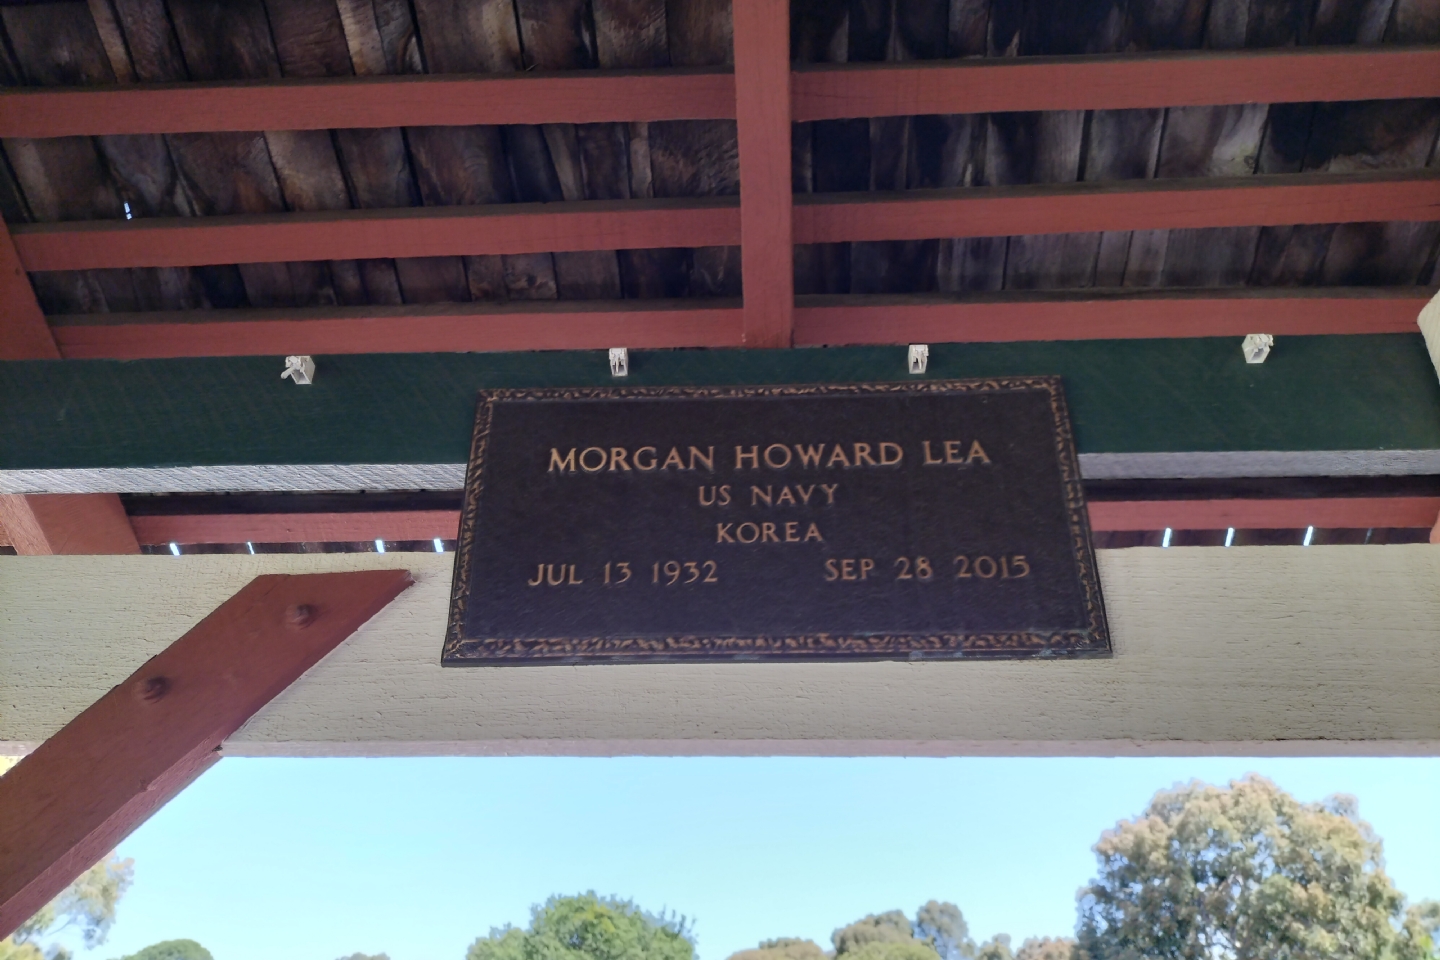 MORGAN HOWARD LEA
US NAVY
KOREA
JUL 13 1932 SEP 28 2015